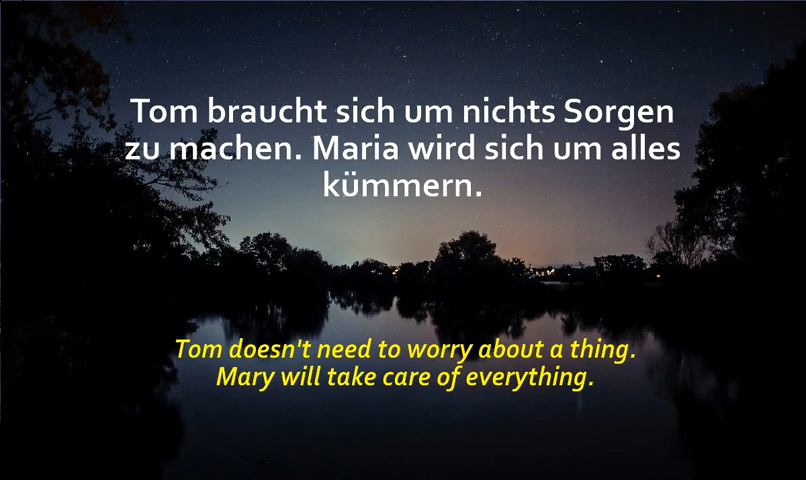 Tom braucht sich um nichts Sorgen
zu machen. Maria wird sich um alles
kümmern.
Tom doesn't need to worry about a thing.
Mary will take care of everything.